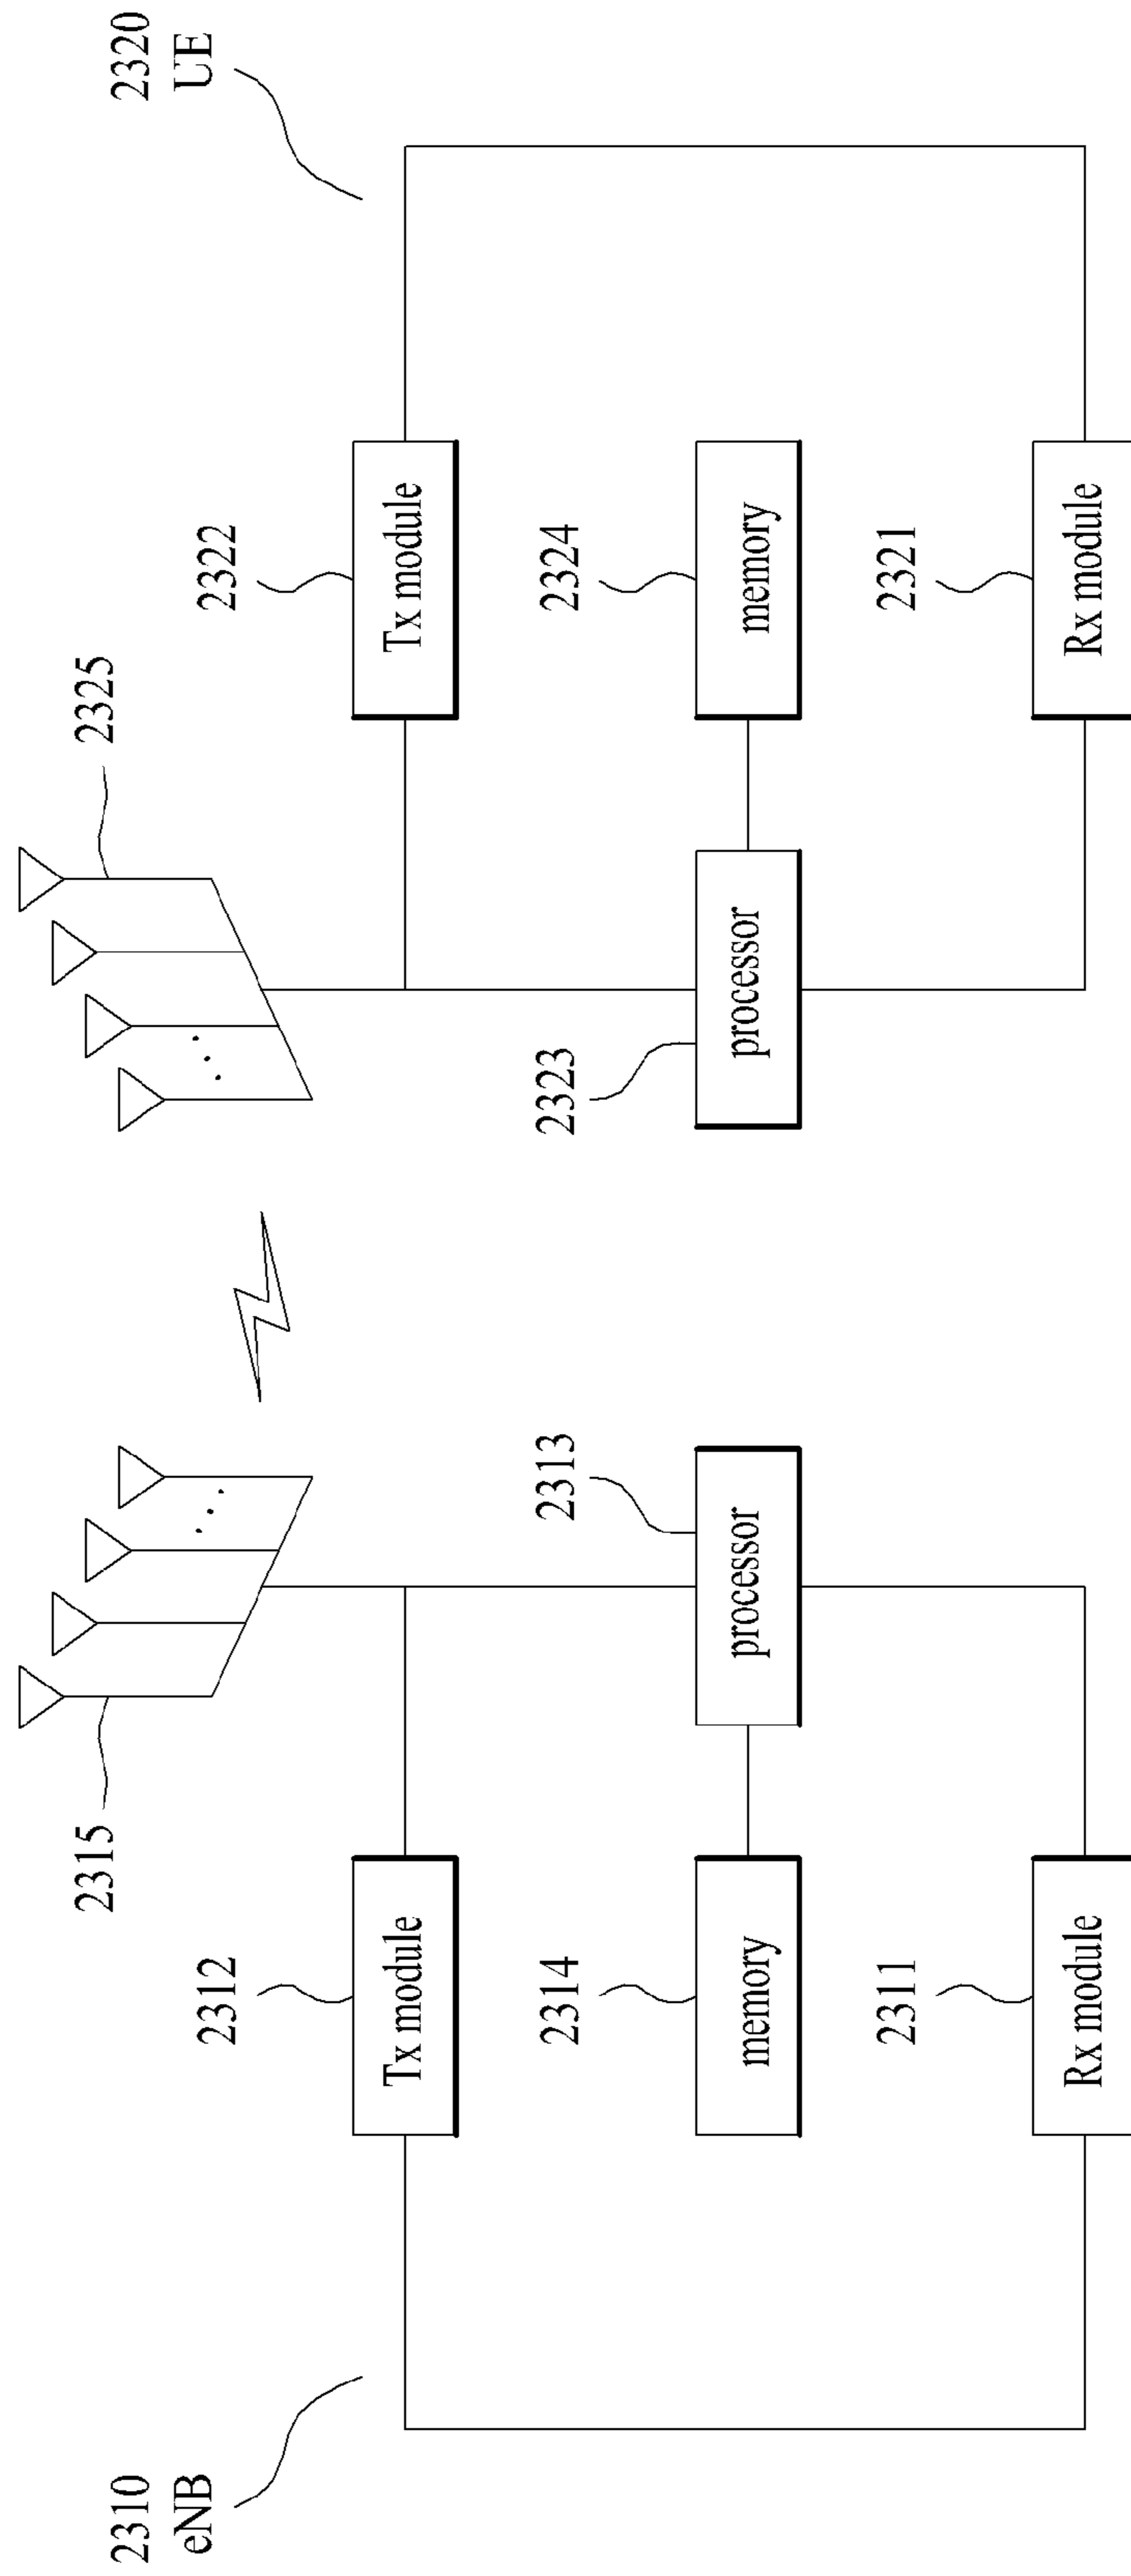 2310
eNB
2315
2312
Tx module
2314
memory
2313
processor
2311
Rx module
2320
UE
2325
2322
Tx module
2323
processor
2324
memory
2321
Rx module